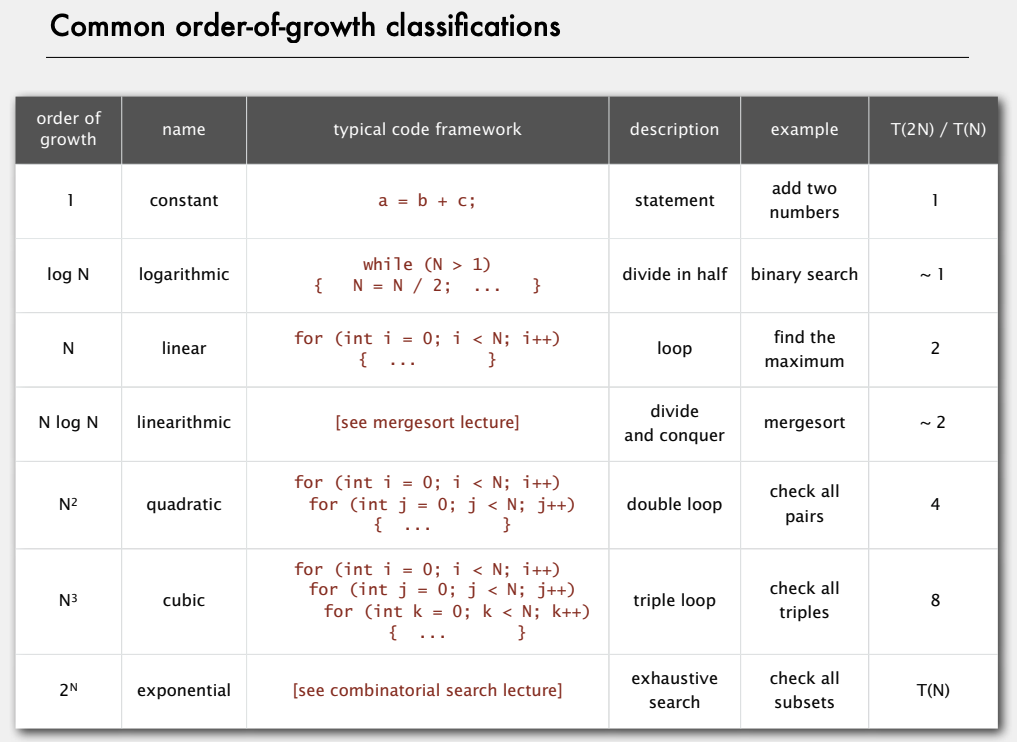 Common order-of-growth classifications
order of
growth
name
typical code framework
description
example
T(2N) / T(N)
1
constant
a = b + c;
statement
add two
numbers
1
log N
logarithmic
while (N > 1)
{ N = N / 2; ... }
divide in half
binary search
~ 1
N
linear
for (int i = 0; i < N; i++)
{ ... }
loop
find the
maximum
2
N log N
linearithmic
[see mergesort lecture]
divide
and conquer
mergesort
~ 2
N²
quadratic
for (int i = 0; i < N; i++)
for (int j = 0; j < N; j++)
{ ... }
double loop
check all
pairs
4
N³
cubic
for (int i = 0; i < N; i++)
for (int j = 0; j < N; j++)
for (int k = 0; k < N; k++)
{ ... }
triple loop
check all
triples
8
2ᴺ
exponential
[see combinatorial search lecture]
exhaustive
search
check all
subsets
T(N)